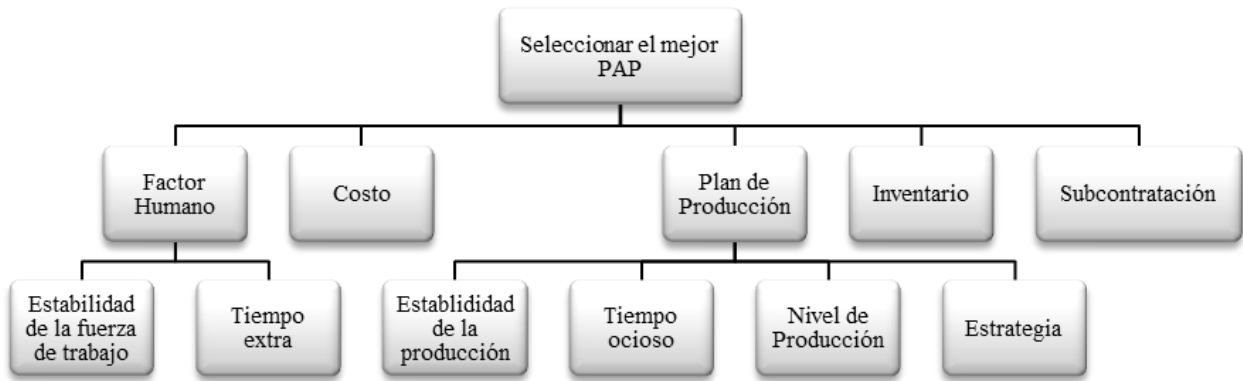 Seleccionar el mejor
PAP
Factor
Humano
Costo
Plan de
Producción
Inventario
Subcontratación
Estabilidad
de la fuerza
de trabajo
Tiempo
extra
Establididad
de la
producción
Tiempo
ocioso
Nivel de
Producción
Estrategia